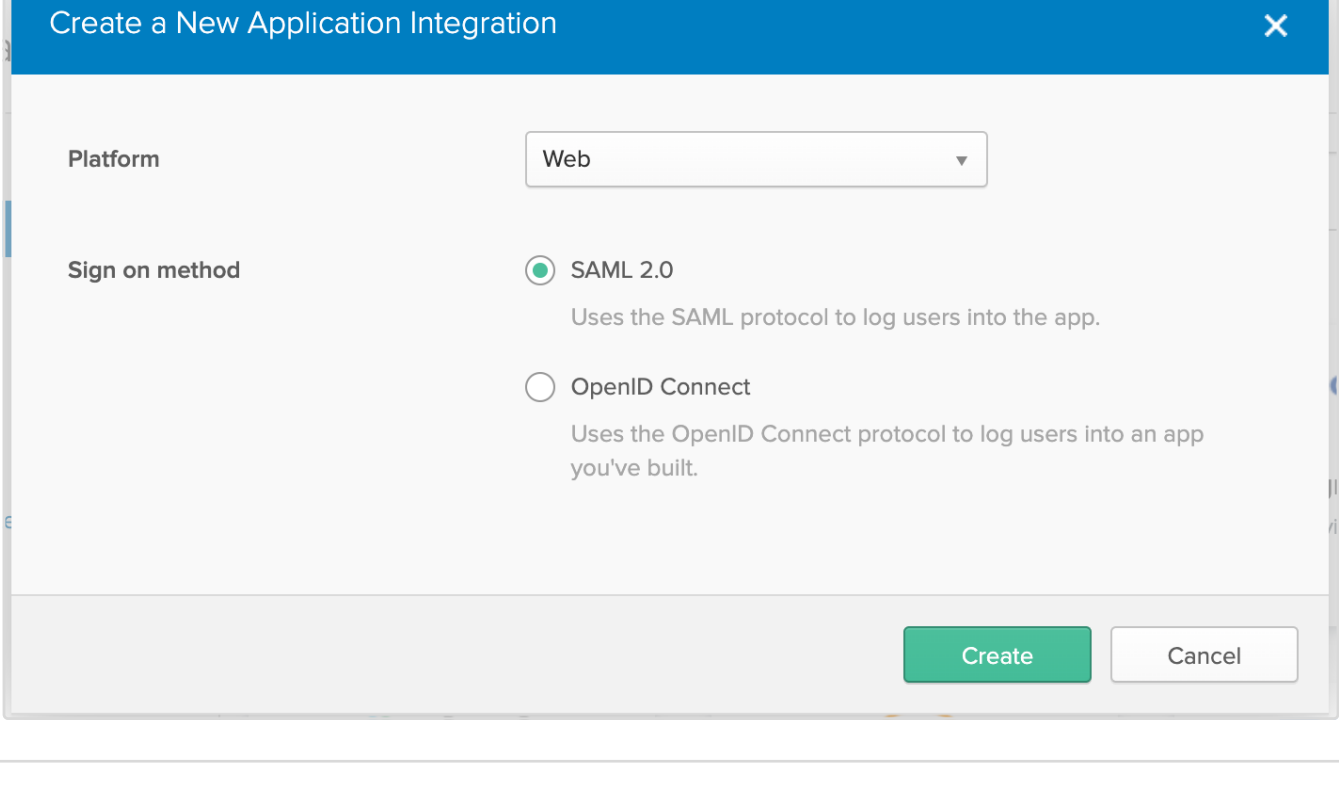 Create a New Application Integration
Platform
Web
Sign on method
SAML 2.0
Uses the SAML protocol to log users into the app.
OpenID Connect
Uses the OpenID Connect protocol to log users into an app
you've built.
Create
Cancel